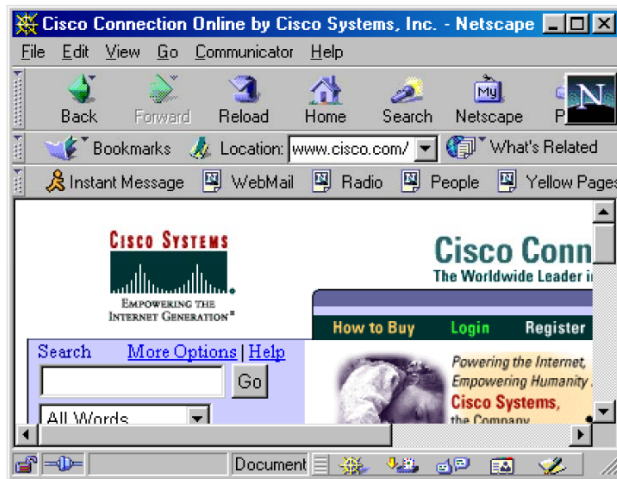 Cisco Connection Online by Cisco Systems, Inc. - Netscape
File Edit View Go Communicator Help
Back Forward Reload Home Search My Netscape P N
Bookmarks Location: www.cisco.com/ What's Related
Instant Message WebMail Radio People Yellow Pages
CISCO SYSTEMS
EMPOWERING THE
INTERNET GENERATION
Cisco Conn
The Worldwide Leader i
How to Buy Login Register
Search More Options | Help
Go
All Words
Powering the Internet,
Empowering Humanity.
Cisco Systems,
the Company
Document